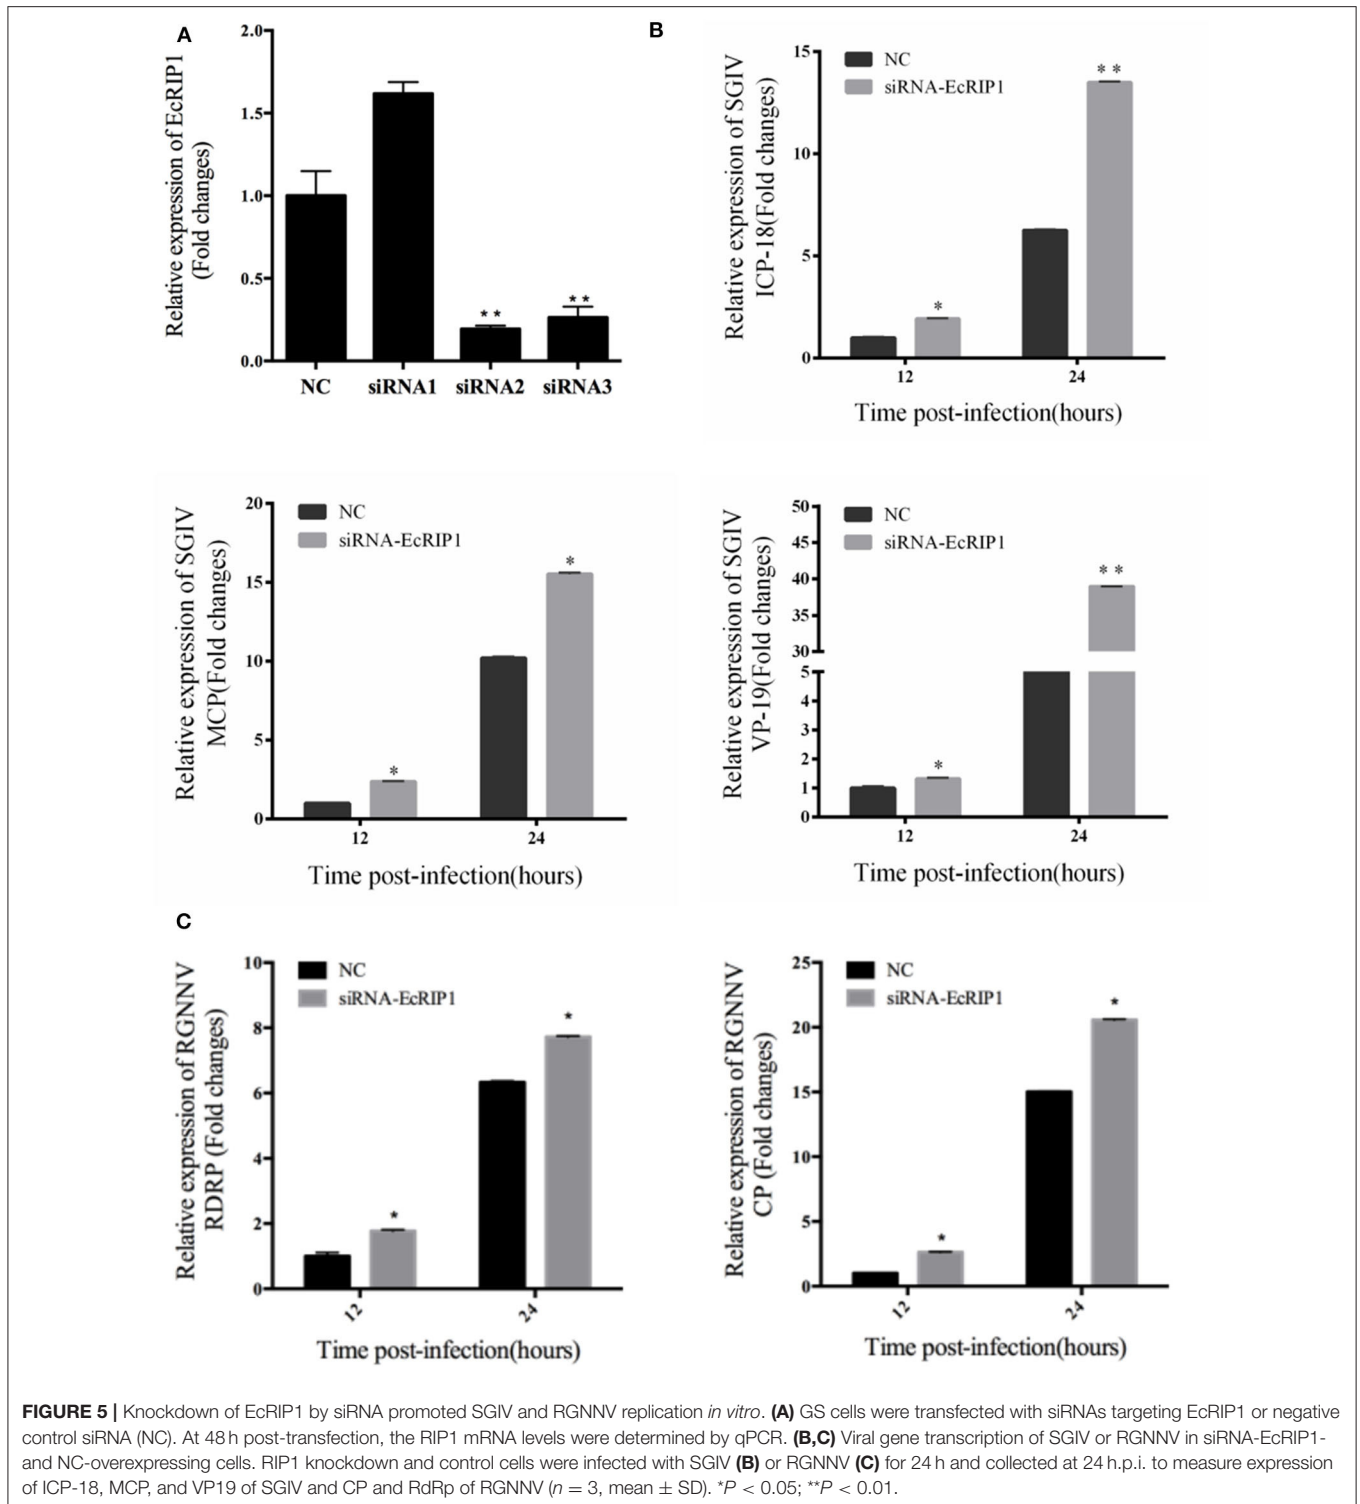 A
Relative expression of EcRIP1
(Fold changes)
2.0
1.5
1.0
0.5
0.0
**
**
NC
siRNA1
siRNA2
siRNA3
B
Relative expression of SGIV
ICP-18(Fold changes)
15
10
5
0
NC
siRNA-EcRIP1
*
**
12
24
Time post-infection(hours)
Relative expression of SGIV
MCP(Fold changes)
20
15
10
5
0
NC
siRNA-EcRIP1
*
*
12
24
Time post-infection(hours)
Relative expression of SGIV
VP-19(Fold changes)
50
45
40
35
30
5
4
3
2
1
0
NC
siRNA-EcRIP1
*
**
12
24
Time post-infection(hours)
C
Relative expression of RGNNV
RDRP (Fold changes)
10
8
6
4
2
0
NC
siRNA-EcRIP1
*
*
12
24
Time post-infection(hours)
Relative expression of RGNNV
CP (Fold changes)
25
20
15
10
5
0
NC
siRNA-EcRIP1
*
*
12
24
Time post-infection(hours)
FIGURE 5 | Knockdown of EcRIP1 by siRNA promoted SGIV and RGNNV replication in vitro. (A) GS cells were transfected with siRNAs targeting EcRIP1 or negative
control siRNA (NC). At 48 h post-transfection, the RIP1 mRNA levels were determined by qPCR. (B,C) Viral gene transcription of SGIV or RGNNV in siRNA-EcRIP1-
and NC-overexpressing cells. RIP1 knockdown and control cells were infected with SGIV (B) or RGNNV (C) for 24 h and collected at 24 h.p.i. to measure expression
of ICP-18, MCP, and VP19 of SGIV and CP and RdRp of RGNNV (n = 3, mean ± SD). *P < 0.05; **P < 0.01.